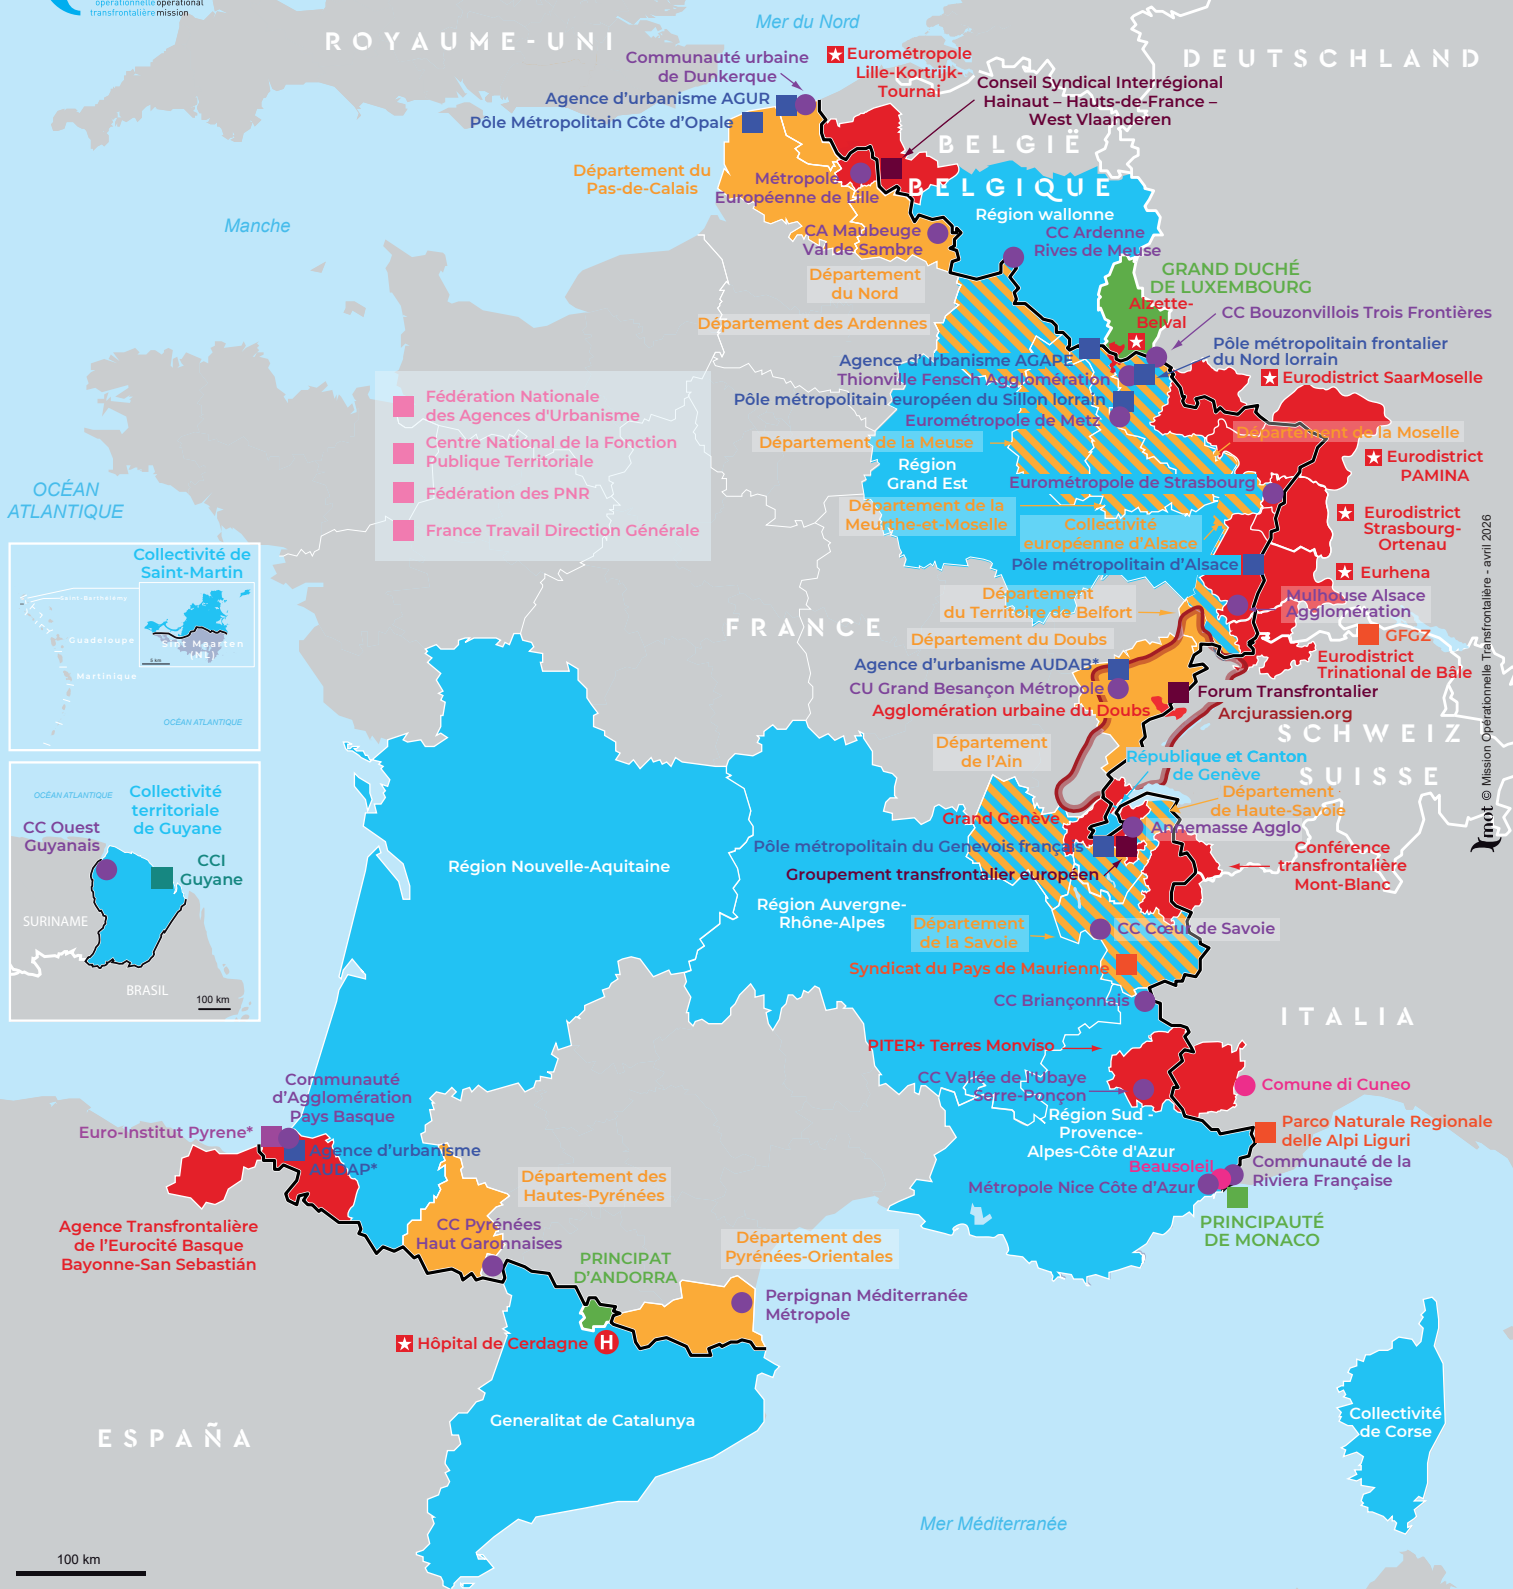 opérationnelle operational
transfrontalière mission
Mer du Nord
ROYAUME-UNI
DEUTSCHLAND
Communauté urbaine
de Dunkerque
Eurométropole
Lille-Kortrijk-
Tournai
Conseil Syndical Interrégional
Hainaut – Hauts-de-France –
West Vlaanderen
Agence d'urbanisme AGUR
Pôle Métropolitain Côte d'Opale
BELGIË
BELGIQUE
Département du
Pas-de-Calais
Métropole
Européenne de Lille
Région wallonne
Manche
CA Maubeuge
Val de Sambre
CC Ardenne
Rives de Meuse
Département
du Nord
GRAND DUCHÉ
DE LUXEMBOURG
Alzette-
Belval
CC Bouzonvillois Trois Frontières
Département des Ardennes
Pôle métropolitain frontalier
du Nord lorrain
Agence d'urbanisme AGAPE
Thionville Fensch Agglomération
Eurodistrict SaarMoselle
Pôle métropolitain européen du Sillon lorrain
Eurométropole de Metz
Fédération Nationale
des Agences d'Urbanisme
Centre National de la Fonction
Publique Territoriale
Fédération des PNR
France Travail Direction Générale
Département de la Meuse
Département de la Moselle
Région
Grand Est
Eurodistrict
PAMINA
Eurométropole de Strasbourg
OCÉAN
ATLANTIQUE
Département de la
Meurthe-et-Moselle
Collectivité
européenne d'Alsace
Eurodistrict
Strasbourg-
Ortenau
Pôle métropolitain d'Alsace
Eurhena
Collectivité de
Saint-Martin
Saint-Barthélemy
Guadeloupe
Sint Maarten
(NL)
5 km
Martinique
OCÉAN ATLANTIQUE
Département
du Territoire de Belfort
Mulhouse Alsace
Agglomération
FRANCE
Département du Doubs
GFGZ
Agence d'urbanisme AUDAB*
Eurodistrict
Trinational de Bâle
CU Grand Besançon Métropole
Forum Transfrontalier
Agglomération urbaine du Doubs
Arcjurassien.org
SCHWEIZ
SUISSE
Département
de l'Ain
République et Canton
de Genève
Département
de Haute-Savoie
Grand Genève
Annemasse Agglo
Pôle métropolitain du Genevois français
Groupement transfrontalier européen
Conférence
transfrontalière
Mont-Blanc
OCÉAN ATLANTIQUE
Collectivité
territoriale
de Guyane
CC Ouest
Guyanais
CCI
Guyane
SURINAME
BRASIL
100 km
Région Nouvelle-Aquitaine
Région Auvergne-
Rhône-Alpes
Département
de la Savoie
CC Cœur de Savoie
Syndicat du Pays de Maurienne
CC Briançonnais
ITALIA
PITER+ Terres Monviso
CC Vallée de l'Ubaye
Serre-Ponçon
Comune di Cuneo
Région Sud -
Provence-
Alpes-Côte d'Azur
Parco Naturale Regionale
delle Alpi Liguri
Beausoleil
Communauté de la
Riviera Française
Métropole Nice Côte d'Azur
PRINCIPAUTÉ
DE MONACO
Communauté
d'Agglomération
Pays Basque
Euro-Institut Pyrene*
Agence d'urbanisme
AUDAP*
Agence Transfrontalière
de l'Eurocité Basque
Bayonne-San Sebastián
Département des
Hautes-Pyrénées
CC Pyrénées
Haut Garonnaises
PRINCIPAT
D'ANDORRA
Département des
Pyrénées-Orientales
Perpignan Méditerranée
Métropole
Hôpital de Cerdagne
H
ESPAÑA
Generalitat de Catalunya
Collectivité
de Corse
Mer Méditerranée
100 km
mot © Mission Opérationnelle Transfrontalière - avril 2026